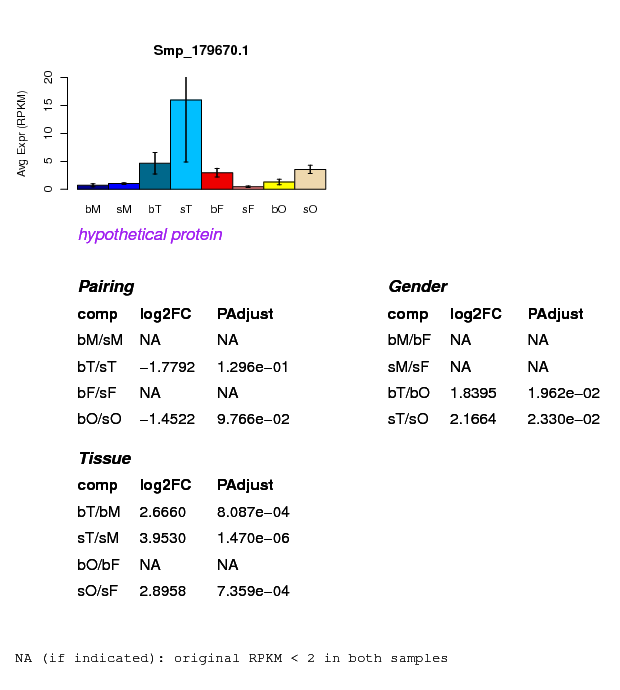 Smp_179670.1
Avg Expr (RPKM)
20
15
10
5
0
bM sM bT sT bF sF bO sO
hypothetical protein
Pairing
comp log2FC PAdjust
bM/sM NA NA
bT/sT −1.7792 1.296e−01
bF/sF NA NA
bO/sO −1.4522 9.766e−02
Gender
comp log2FC PAdjust
bM/bF NA NA
sM/sF NA NA
bT/bO 1.8395 1.962e−02
sT/sO 2.1664 2.330e−02
Tissue
comp log2FC PAdjust
bT/bM 2.6660 8.087e−04
sT/sM 3.9530 1.470e−06
bO/bF NA NA
sO/sF 2.8958 7.359e−04
NA (if indicated): original RPKM < 2 in both samples